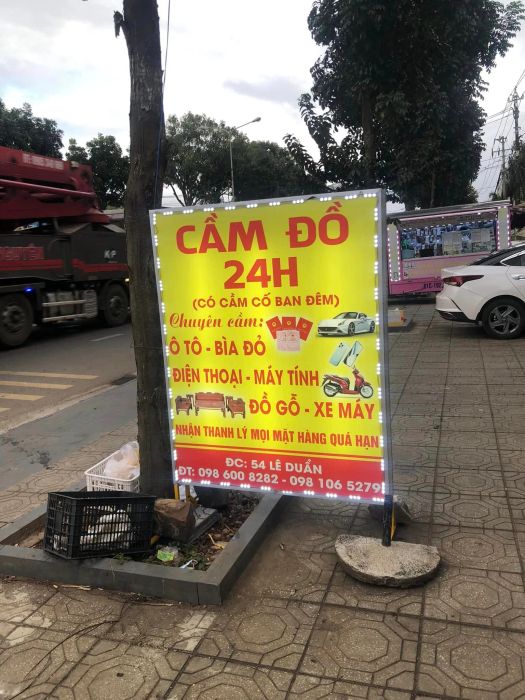 CẦM ĐỒ
24H
(CÓ CẦM CỐ BAN ĐÊM)
Chuyên cầm:
Ô TÔ - BÌA ĐỎ
ĐIỆN THOẠI - MÁY TÍNH
ĐỒ GỖ - XE MÁY
NHẬN THANH LÝ MỌI MẶT HÀNG QUÁ HẠN
ĐC: 54 LÊ DUẨN
ĐT: 098 600 8282 - 098 106 5279